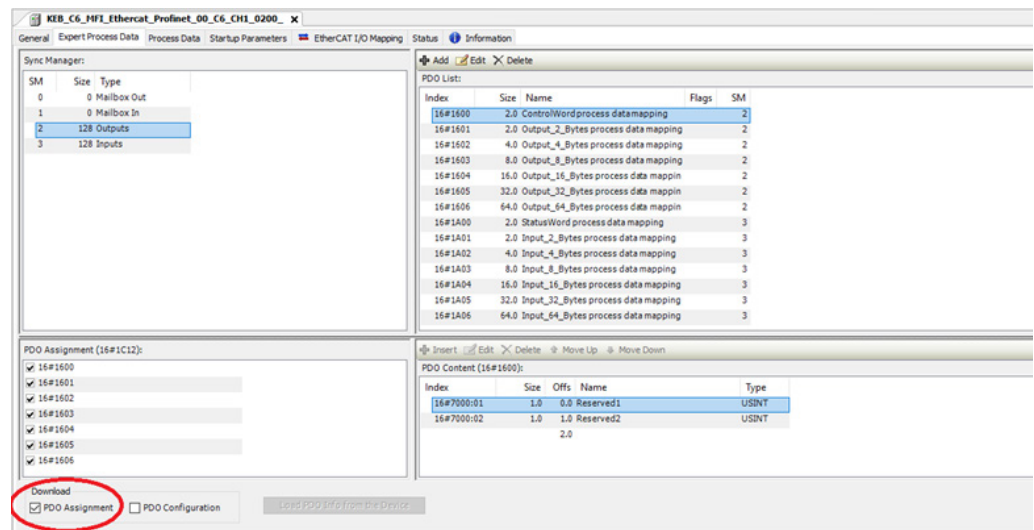 KEB_C6_MFI_Ethercat_Profinet_00_C6_CH1_0200_ x
General Expert Process Data Process Data Startup Parameters EtherCAT I/O Mapping Status Information
Sync Manager:
SM Size Type
0 0 Mailbox Out
1 0 Mailbox In
2 128 Outputs
3 128 Inputs
Add Edit Delete
PDO List:
Index Size Name Flags SM
16#1600 2.0 ControlWord process data mapping 2
16#1601 2.0 Output_2_Bytes process data mapping 2
16#1602 4.0 Output_4_Bytes process data mapping 2
16#1603 8.0 Output_8_Bytes process data mapping 2
16#1604 16.0 Output_16_Bytes process data mappin 2
16#1605 32.0 Output_32_Bytes process data mappin 2
16#1606 64.0 Output_64_Bytes process data mappin 2
16#1A00 2.0 StatusWord process data mapping 3
16#1A01 2.0 Input_2_Bytes process data mapping 3
16#1A02 4.0 Input_4_Bytes process data mapping 3
16#1A03 8.0 Input_8_Bytes process data mapping 3
16#1A04 16.0 Input_16_Bytes process data mapping 3
16#1A05 32.0 Input_32_Bytes process data mapping 3
16#1A06 64.0 Input_64_Bytes process data mapping 3
PDO Assignment (16#1C12):
16#1600
16#1601
16#1602
16#1603
16#1604
16#1605
16#1606
Insert Edit Delete Move Up Move Down
PDO Content (16#1600):
Index Size Offs Name Type
16#7000:01 1.0 0.0 Reserved1 USINT
16#7000:02 1.0 1.0 Reserved2 USINT
2.0
Download
PDO Assignment PDO Configuration Load PDO Info from the Device